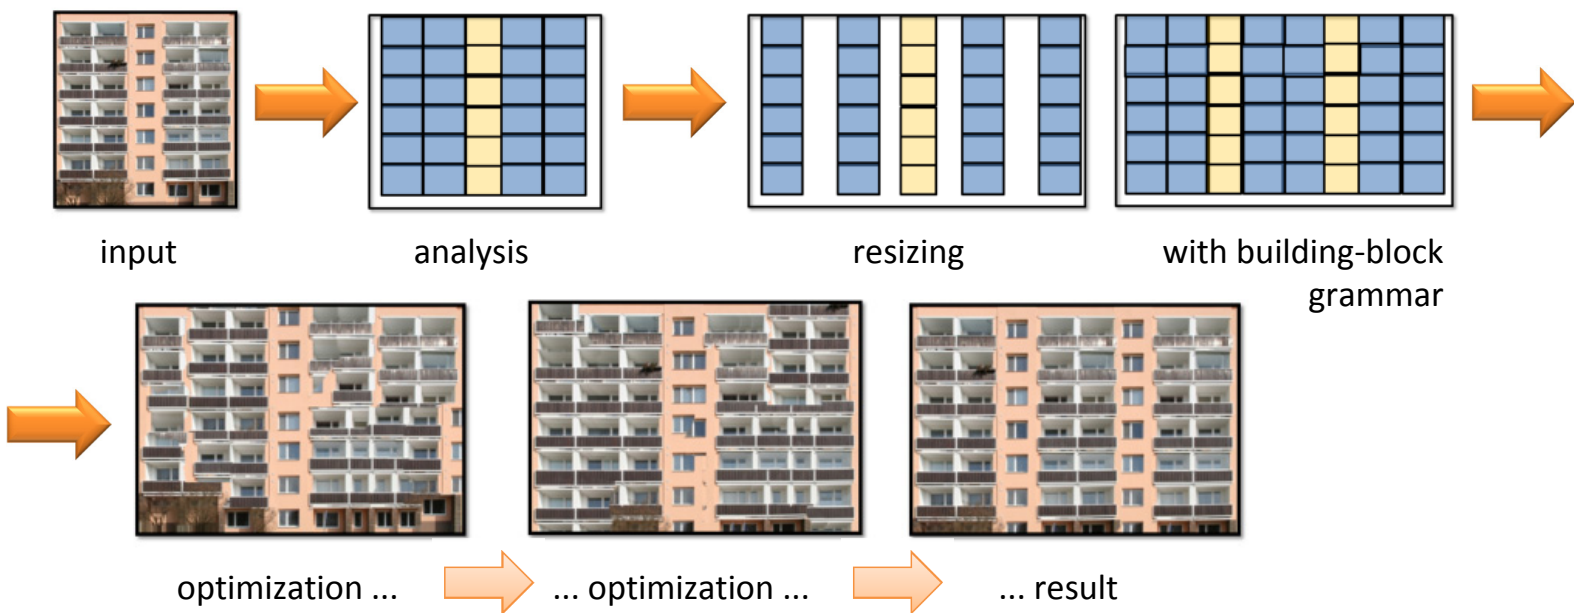 input
analysis
resizing
with building-block
grammar
optimization ...
... optimization ...
... result